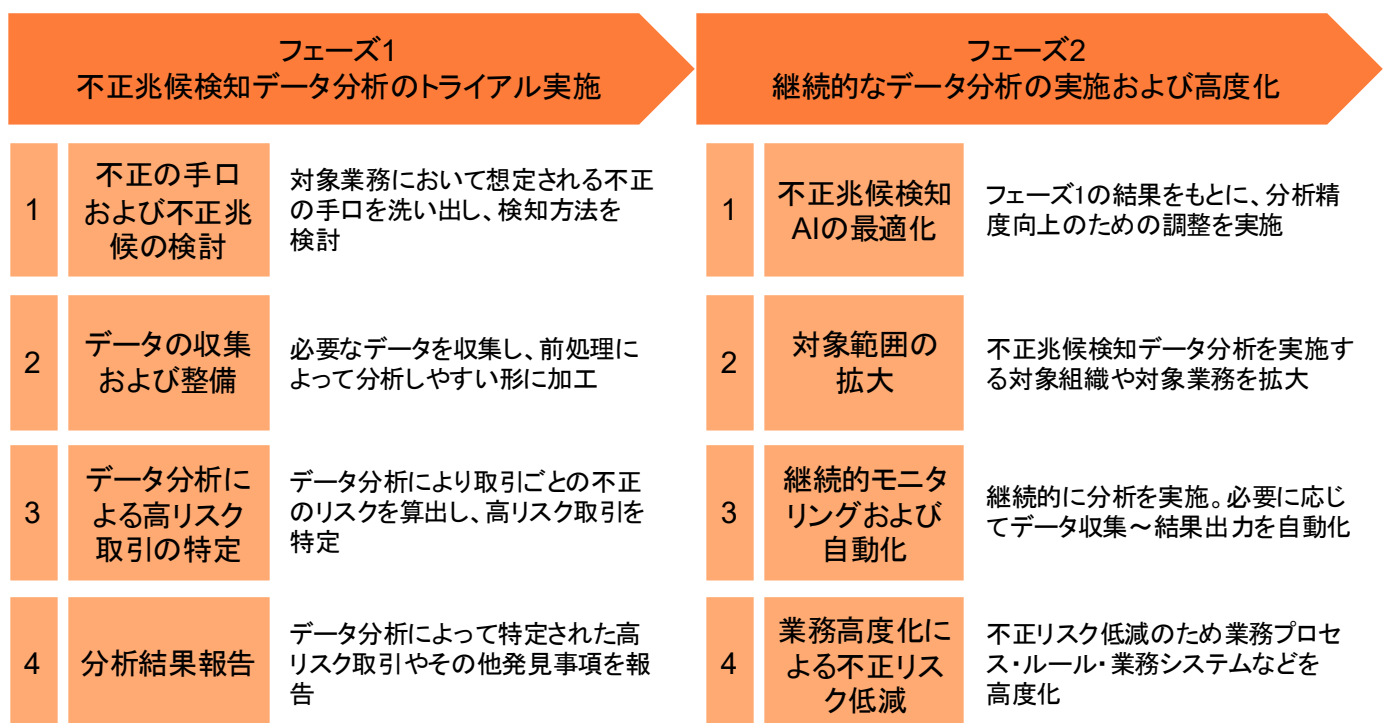 フェーズ1
不正兆候検知データ分析のトライアル実施
1
不正の手口
および不正兆
候の検討
対象業務において想定される不正
の手口を洗い出し、検知方法を
検討
2
データの収集
および整備
必要なデータを収集し、前処理に
よって分析しやすい形に加工
3
データ分析に
よる高リスク
取引の特定
データ分析により取引ごとの不正
のリスクを算出し、高リスク取引を
特定
4
分析結果報告
データ分析によって特定された高
リスク取引やその他発見事項を報
告
フェーズ2
継続的なデータ分析の実施および高度化
1
不正兆候検知
AIの最適化
フェーズ1の結果をもとに、分析精
度向上のための調整を実施
2
対象範囲の
拡大
不正兆候検知データ分析を実施す
る対象組織や対象業務を拡大
3
継続的モニタ
リングおよび
自動化
継続的に分析を実施。必要に応じ
てデータ収集～結果出力を自動化
4
業務高度化に
よる不正リス
ク低減
不正リスク低減のため業務プロセ
ス・ルール・業務システムなどを
高度化